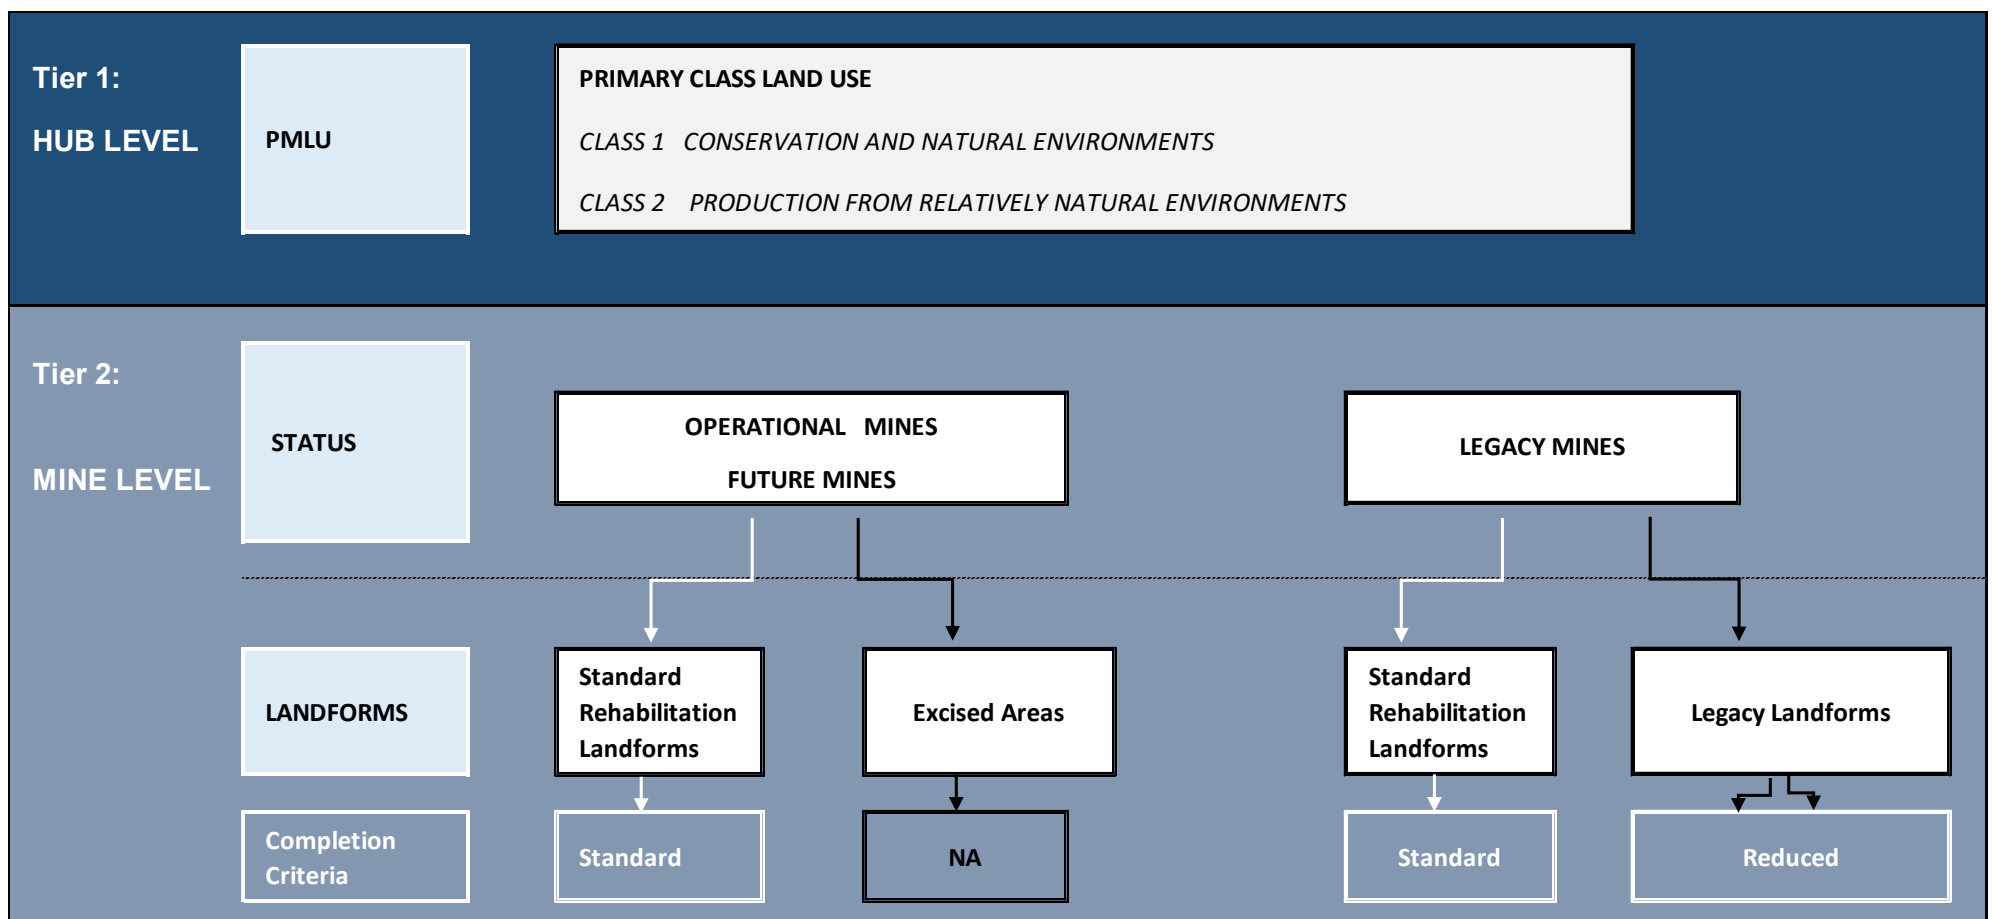 Tier 1:
HUB LEVEL
PMLU
PRIMARY CLASS LAND USE
CLASS 1 CONSERVATION AND NATURAL ENVIRONMENTS
CLASS 2 PRODUCTION FROM RELATIVELY NATURAL ENVIRONMENTS
Tier 2:
MINE LEVEL
STATUS
OPERATIONAL MINES
FUTURE MINES
LEGACY MINES
LANDFORMS
Standard
Rehabilitation
Landforms
Excised Areas
Standard
Rehabilitation
Landforms
Legacy Landforms
Completion
Criteria
Standard
NA
Standard
Reduced